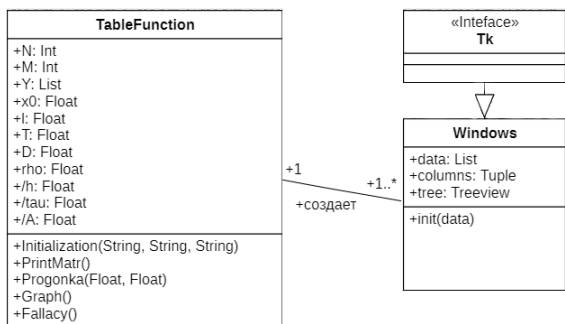 TableFunction
+N: Int
+M: Int
+Y: List
+x0: Float
+l: Float
+T: Float
+D: Float
+rho: Float
+/h: Float
+/tau: Float
+/A: Float
+Initialization(String, String, String)
+PrintMatr()
+Progonka(Float, Float)
+Graph()
+Fallacy()
+1
+создает
+1..*
«Inteface»
Tk
Windows
+data: List
+columns: Tuple
+tree: Treeview
+init(data)